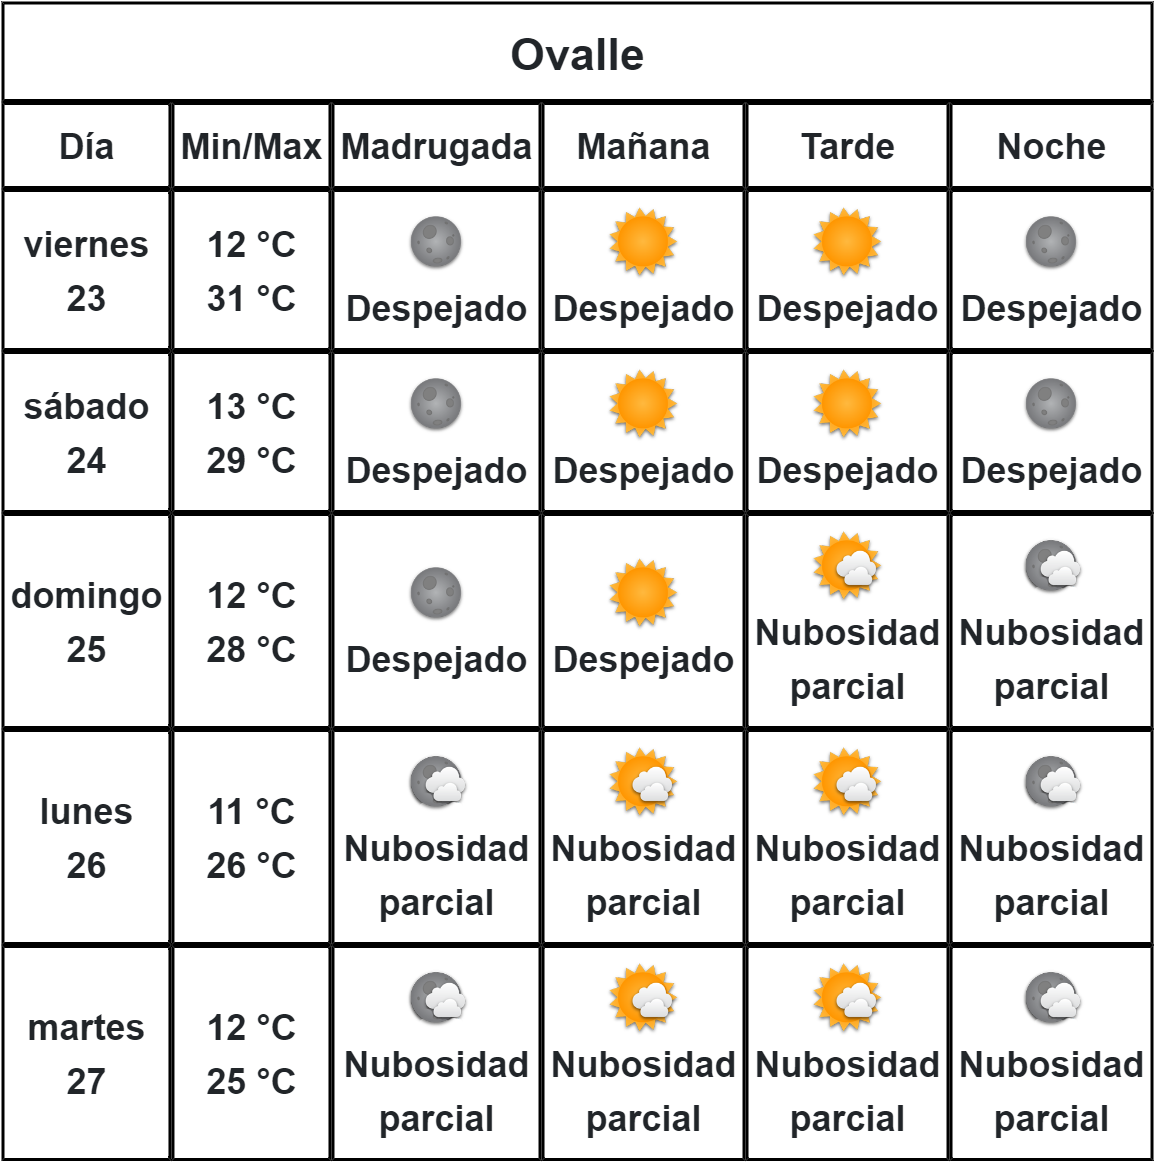 Ovalle
Día Min/Max Madrugada Mañana Tarde Noche
viernes 23 12 °C 31 °C Despejado Despejado Despejado Despejado
sábado 24 13 °C 29 °C Despejado Despejado Despejado Despejado
domingo 25 12 °C 28 °C Despejado Despejado Nubosidad parcial Nubosidad parcial
lunes 26 11 °C 26 °C Nubosidad parcial Nubosidad parcial Nubosidad parcial Nubosidad parcial
martes 27 12 °C 25 °C Nubosidad parcial Nubosidad parcial Nubosidad parcial Nubosidad parcial